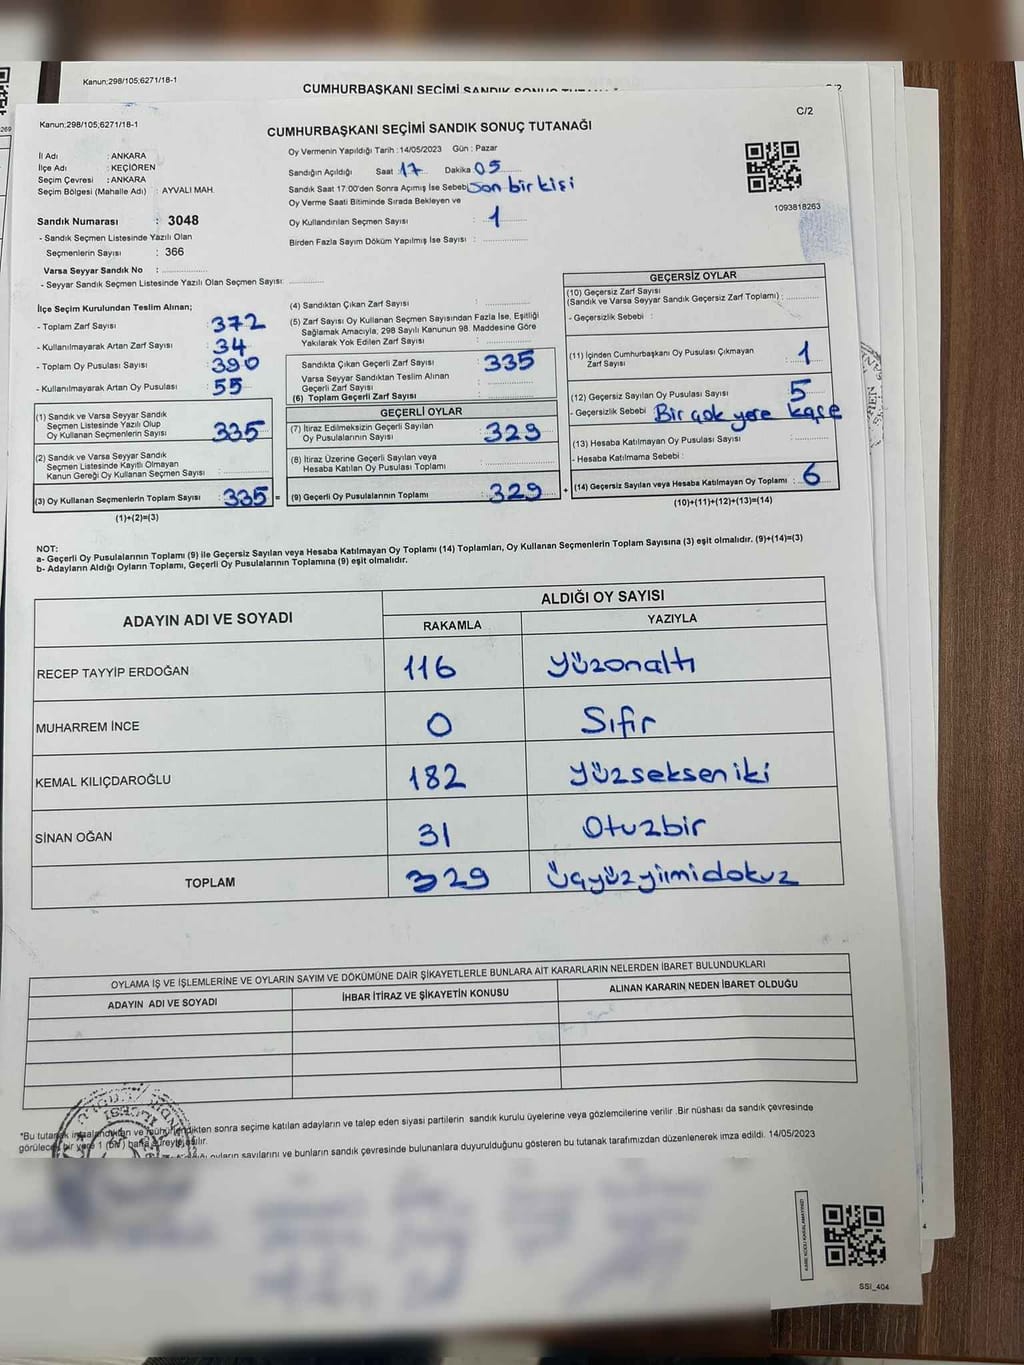 Kanun;298/105;6271/18-1
CUMHURBAŞKANI SEÇİMİ SANDIK SONUÇ TUTANAĞI
Kanun;298/105;6271/18-1
C/2
CUMHURBAŞKANI SEÇİMİ SANDIK SONUÇ TUTANAĞI
İl Adı : ANKARA
İlçe Adı : KEÇİÖREN
Seçim Çevresi : ANKARA
Seçim Bölgesi (Mahalle Adı) : AYVALI MAH.
Sandık Numarası : 3048
- Sandık Seçmen Listesinde Yazılı Olan
Seçmenlerin Sayısı : 366
Varsa Seyyar Sandık No :
- Seyyar Sandık Seçmen Listesinde Yazılı Olan Seçmen Sayısı:
Oy Vermenin Yapıldığı Tarih : 14/05/2023 Gün : Pazar
Sandığın Açıldığı Saat : 17 Dakika 05
Sandık Saat 17:00'den Sonra Açımış İse Sebebi Son bir kişi
Oy Verme Saati Bitiminde Sırada Bekleyen ve
Oy Kullandırılan Seçmen Sayısı : 1
Birden Fazla Sayım Döküm Yapılmış İse Sayısı :
1093818263
İlçe Seçim Kurulundan Teslim Alınan;
- Toplam Zarf Sayısı : 372
- Kullanılmayarak Artan Zarf Sayısı : 34
- Toplam Oy Pusulası Sayısı : 390
- Kullanılmayarak Artan Oy Pusulası : 55
(1) Sandık ve Varsa Seyyar Sandık
Seçmen Listesinde Yazılı Olup
Oy Kullanan Seçmenlerin Sayısı : 335
(2) Sandık ve Varsa Seyyar Sandık
Seçmen Listesinde Kayıtlı Olmayan
Kanun Gereği Oy Kullanan Seçmen Sayısı :
(3) Oy Kullanan Seçmenlerin Toplam Sayısı : 335 =
(1)+(2)=(3)
(4) Sandıktan Çıkan Zarf Sayısı :
(5) Zarf Sayısı Oy Kullanan Seçmen Sayısından Fazla İse, Eşitliği
Sağlamak Amacıyla, 298 Sayılı Kanunun 98. Maddesine Göre
Yakılarak Yok Edilen Zarf Sayısı :
Sandıkta Çıkan Geçerli Zarf Sayısı : 335
Varsa Seyyar Sandıktan Teslim Alınan
Geçerli Zarf Sayısı :
(6) Toplam Geçerli Zarf Sayısı :
GEÇERLİ OYLAR
(7) İtiraz Edilmeksizin Geçerli Sayılan
Oy Pusulalarının Sayısı : 329
(8) İtiraz Üzerine Geçerli Sayılan veya
Hesaba Katılan Oy Pusulası Toplamı :
(9) Geçerli Oy Pusulalarının Toplamı : 329 +
GEÇERSİZ OYLAR
(10) Geçersiz Zarf Sayısı
(Sandık ve Varsa Seyyar Sandık Geçersiz Zarf Toplamı) :
- Geçersizlik Sebebi :
(11) İçinden Cumhurbaşkanı Oy Pusulası Çıkmayan
Zarf Sayısı : 1
(12) Geçersiz Sayılan Oy Pusulası Sayısı : 5
- Geçersizlik Sebebi : Bir çok yere kaşe
(13) Hesaba Katılmayan Oy Pusulası Sayısı :
- Hesaba Katılmama Sebebi :
(14) Geçersiz Sayılan veya Hesaba Katılmayan Oy Toplamı : 6
(10)+(11)+(12)+(13)=(14)
NOT:
a- Geçerli Oy Pusulalarının Toplamı (9) ile Geçersiz Sayılan veya Hesaba Katılmayan Oy Toplamı (14) Toplamları, Oy Kullanan Seçmenlerin Toplam Sayısına (3) eşit olmalıdır. (9)+(14)=(3)
b- Adayların Aldığı Oyların Toplamı, Geçerli Oy Pusulalarının Toplamına (9) eşit olmalıdır.
ADAYIN ADI VE SOYADI
ALDIĞI OY SAYISI
RAKAMLA YAZIYLA
RECEP TAYYİP ERDOĞAN 116 Yüzonaltı
MUHARREM İNCE 0 Sıfır
KEMAL KILIÇDAROĞLU 182 Yüzsekseniki
SİNAN OĞAN 31 Otuzbir
TOPLAM 329 Üçyüzyirmidokuz
OYLAMA İŞ VE İŞLEMLERİNE VE OYLARIN SAYIM VE DÖKÜMÜNE DAİR ŞİKAYETLERLE BUNLARA AİT KARARLARIN NELERDEN İBARET BULUNDUKLARI
ADAYIN ADI VE SOYADI İHBAR İTİRAZ VE ŞİKAYETİN KONUSU ALINAN KARARIN NEDEN İBARET OLDUĞU
*Bu tutanak imzalandıktan ve mühürlendikten sonra seçime katılan adayların ve talep eden siyasi partilerin sandık kurulu üyelerine veya gözlemcilerine verilir .Bir nüshası da sandık çevresinde
görülecek bir yere 1 (bir) hafta süreyle asılır.
oyların sayılarını ve bunların sandık çevresinde bulunanlara duyurulduğunu gösteren bu tutanak tarafımızdan düzenlenerek imza edildi. 14/05/2023
SSI_404